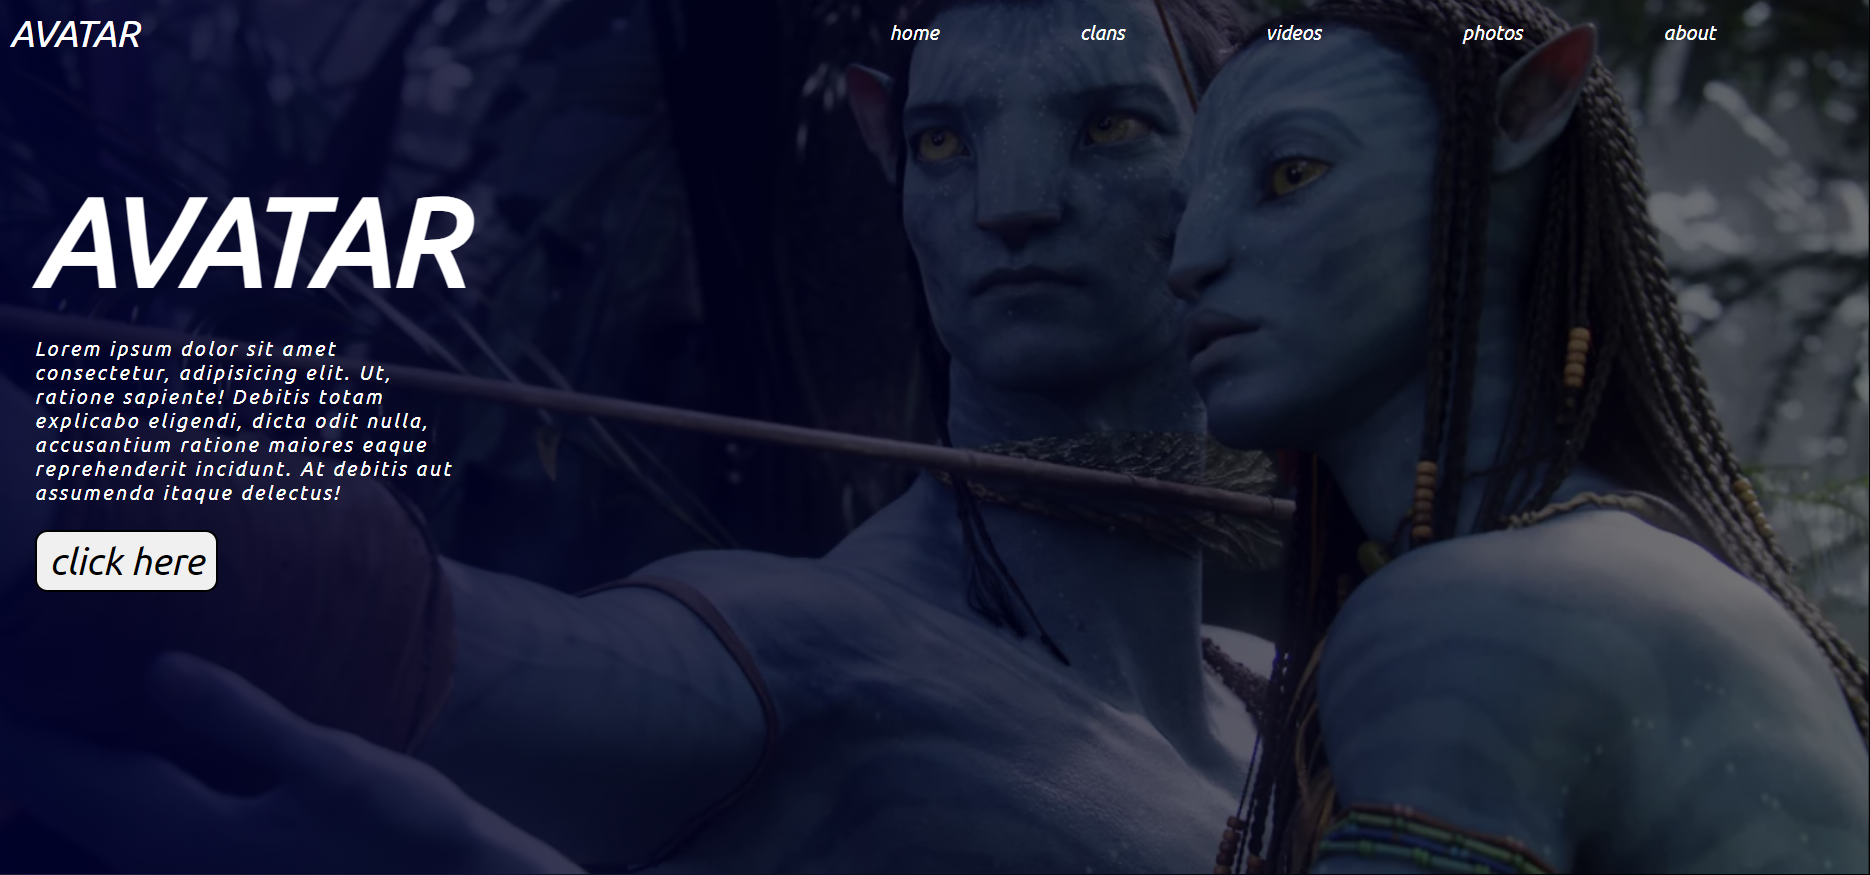 AVATAR
home
clans
videos
photos
about
AVATAR
Lorem ipsum dolor sit amet
consectetur, adipisicing elit. Ut,
ratione sapiente! Debitis totam
explicabo eligendi, dicta odit nulla,
accusantium ratione maiores eaque
reprehenderit incidunt. At debitis aut
assumenda itaque delectus!
click here